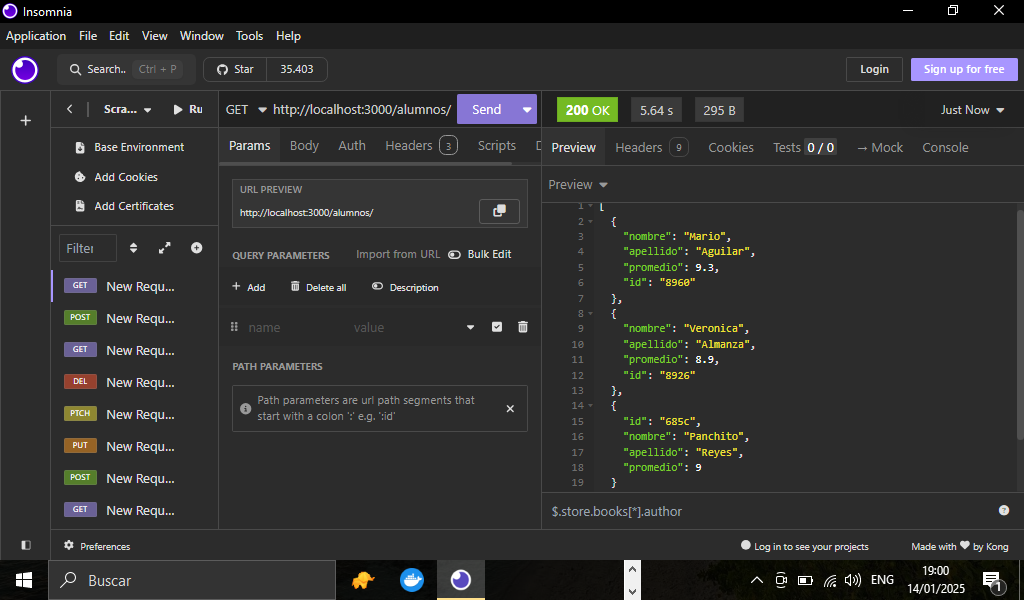 Insomnia
Application File Edit View Window Tools Help
Search.. Ctrl + P Star 35.403 Login Sign up for free
Scra... Ru
GET http://localhost:3000/alumnos/ Send
200 OK 5.64 s 295 B Just Now
Base Environment
Add Cookies
Add Certificates
Filter
GET New Requ...
POST New Requ...
GET New Requ...
DEL New Requ...
PTCH New Requ...
PUT New Requ...
POST New Requ...
GET New Requ...
Params Body Auth Headers 3 Scripts D
URL PREVIEW
http://localhost:3000/alumnos/
QUERY PARAMETERS Import from URL Bulk Edit
+ Add Delete all Description
name value
PATH PARAMETERS
Path parameters are url path segments that
start with a colon ':' e.g. ':id'
Preview Headers 9 Cookies Tests 0 / 0 → Mock Console
Preview
1 [
2 {
3 "nombre": "Mario",
4 "apellido": "Aguilar",
5 "promedio": 9.3,
6 "id": "8960"
7 },
8 {
9 "nombre": "Veronica",
10 "apellido": "Almanza",
11 "promedio": 8.9,
12 "id": "8926"
13 },
14 {
15 "id": "685c",
16 "nombre": "Panchito",
17 "apellido": "Reyes",
18 "promedio": 9
19 }
$.store.books[*].author
Preferences Log in to see your projects Made with ♥ by Kong
Buscar ENG 19:00
14/01/2025 1